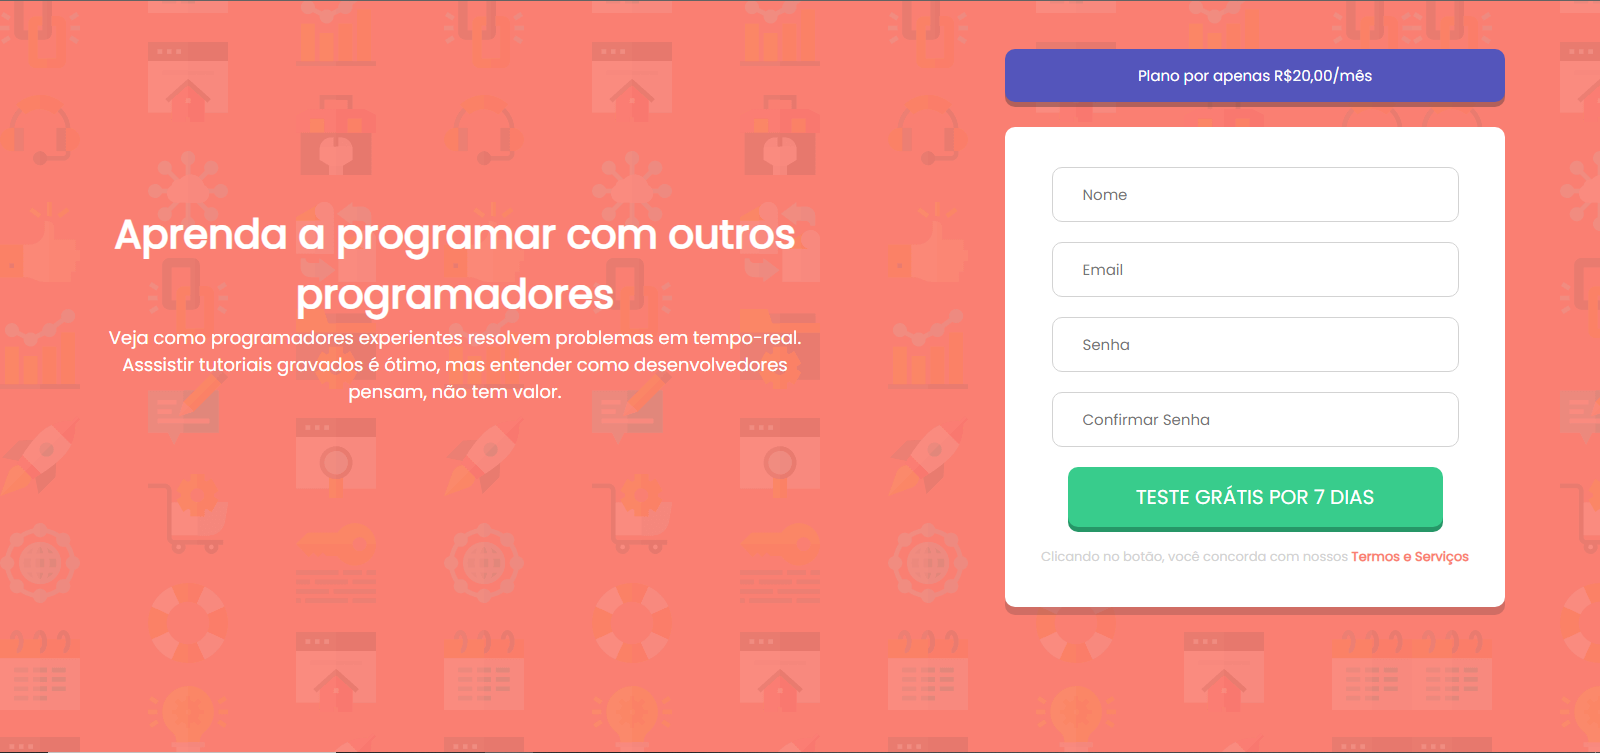 Aprenda a programar com outros
programadores
Veja como programadores experientes resolvem problemas em tempo-real.
Asssistir tutoriais gravados é ótimo, mas entender como desenvolvedores
pensam, não tem valor.
Plano por apenas R$20,00/mês
Nome
Email
Senha
Confirmar Senha
TESTE GRÁTIS POR 7 DIAS
Clicando no botão, você concorda com nossos Termos e Serviços